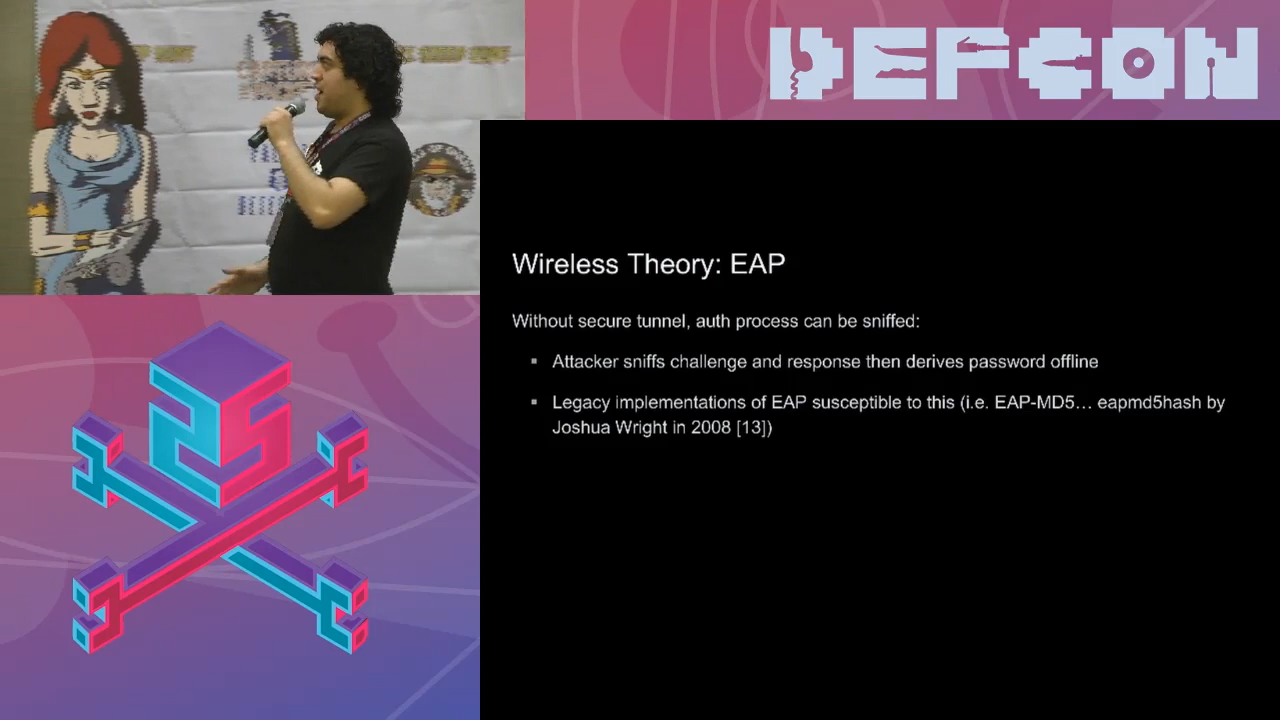 DEFCON
25
Wireless Theory: EAP
Without secure tunnel, auth process can be sniffed:
▪ Attacker sniffs challenge and response then derives password offline
▪ Legacy implementations of EAP susceptible to this (i.e. EAP-MD5... eapmd5hash by
Joshua Wright in 2008 [13])